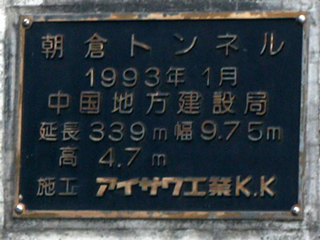 朝倉トンネル
1993年1月
中国地方建設局
延長339m幅9.75m
高 4.7m
施工 アイサワ工業K.K